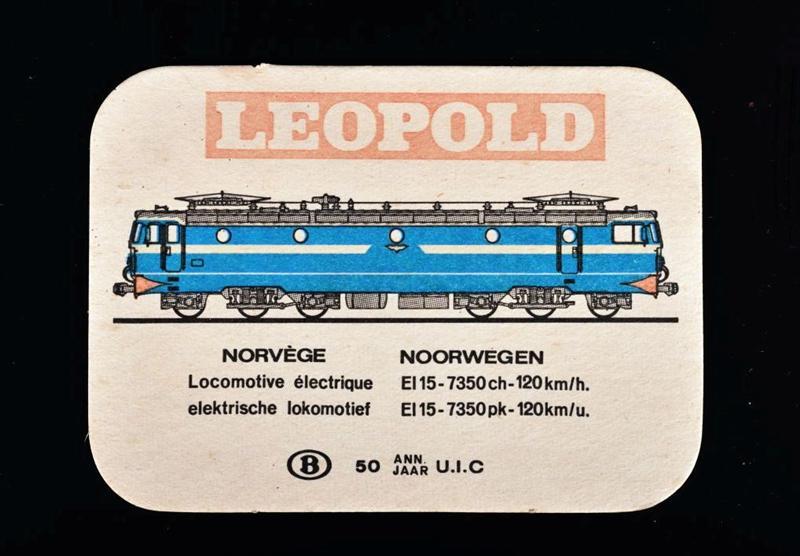 LEOPOLD
NORVÈGE NOORWEGEN
Locomotive électrique El 15 - 7350 ch - 120 km/h.
elektrische lokomotief El 15 - 7350 pk - 120 km/u.
B 50 ANN. JAAR U.I.C